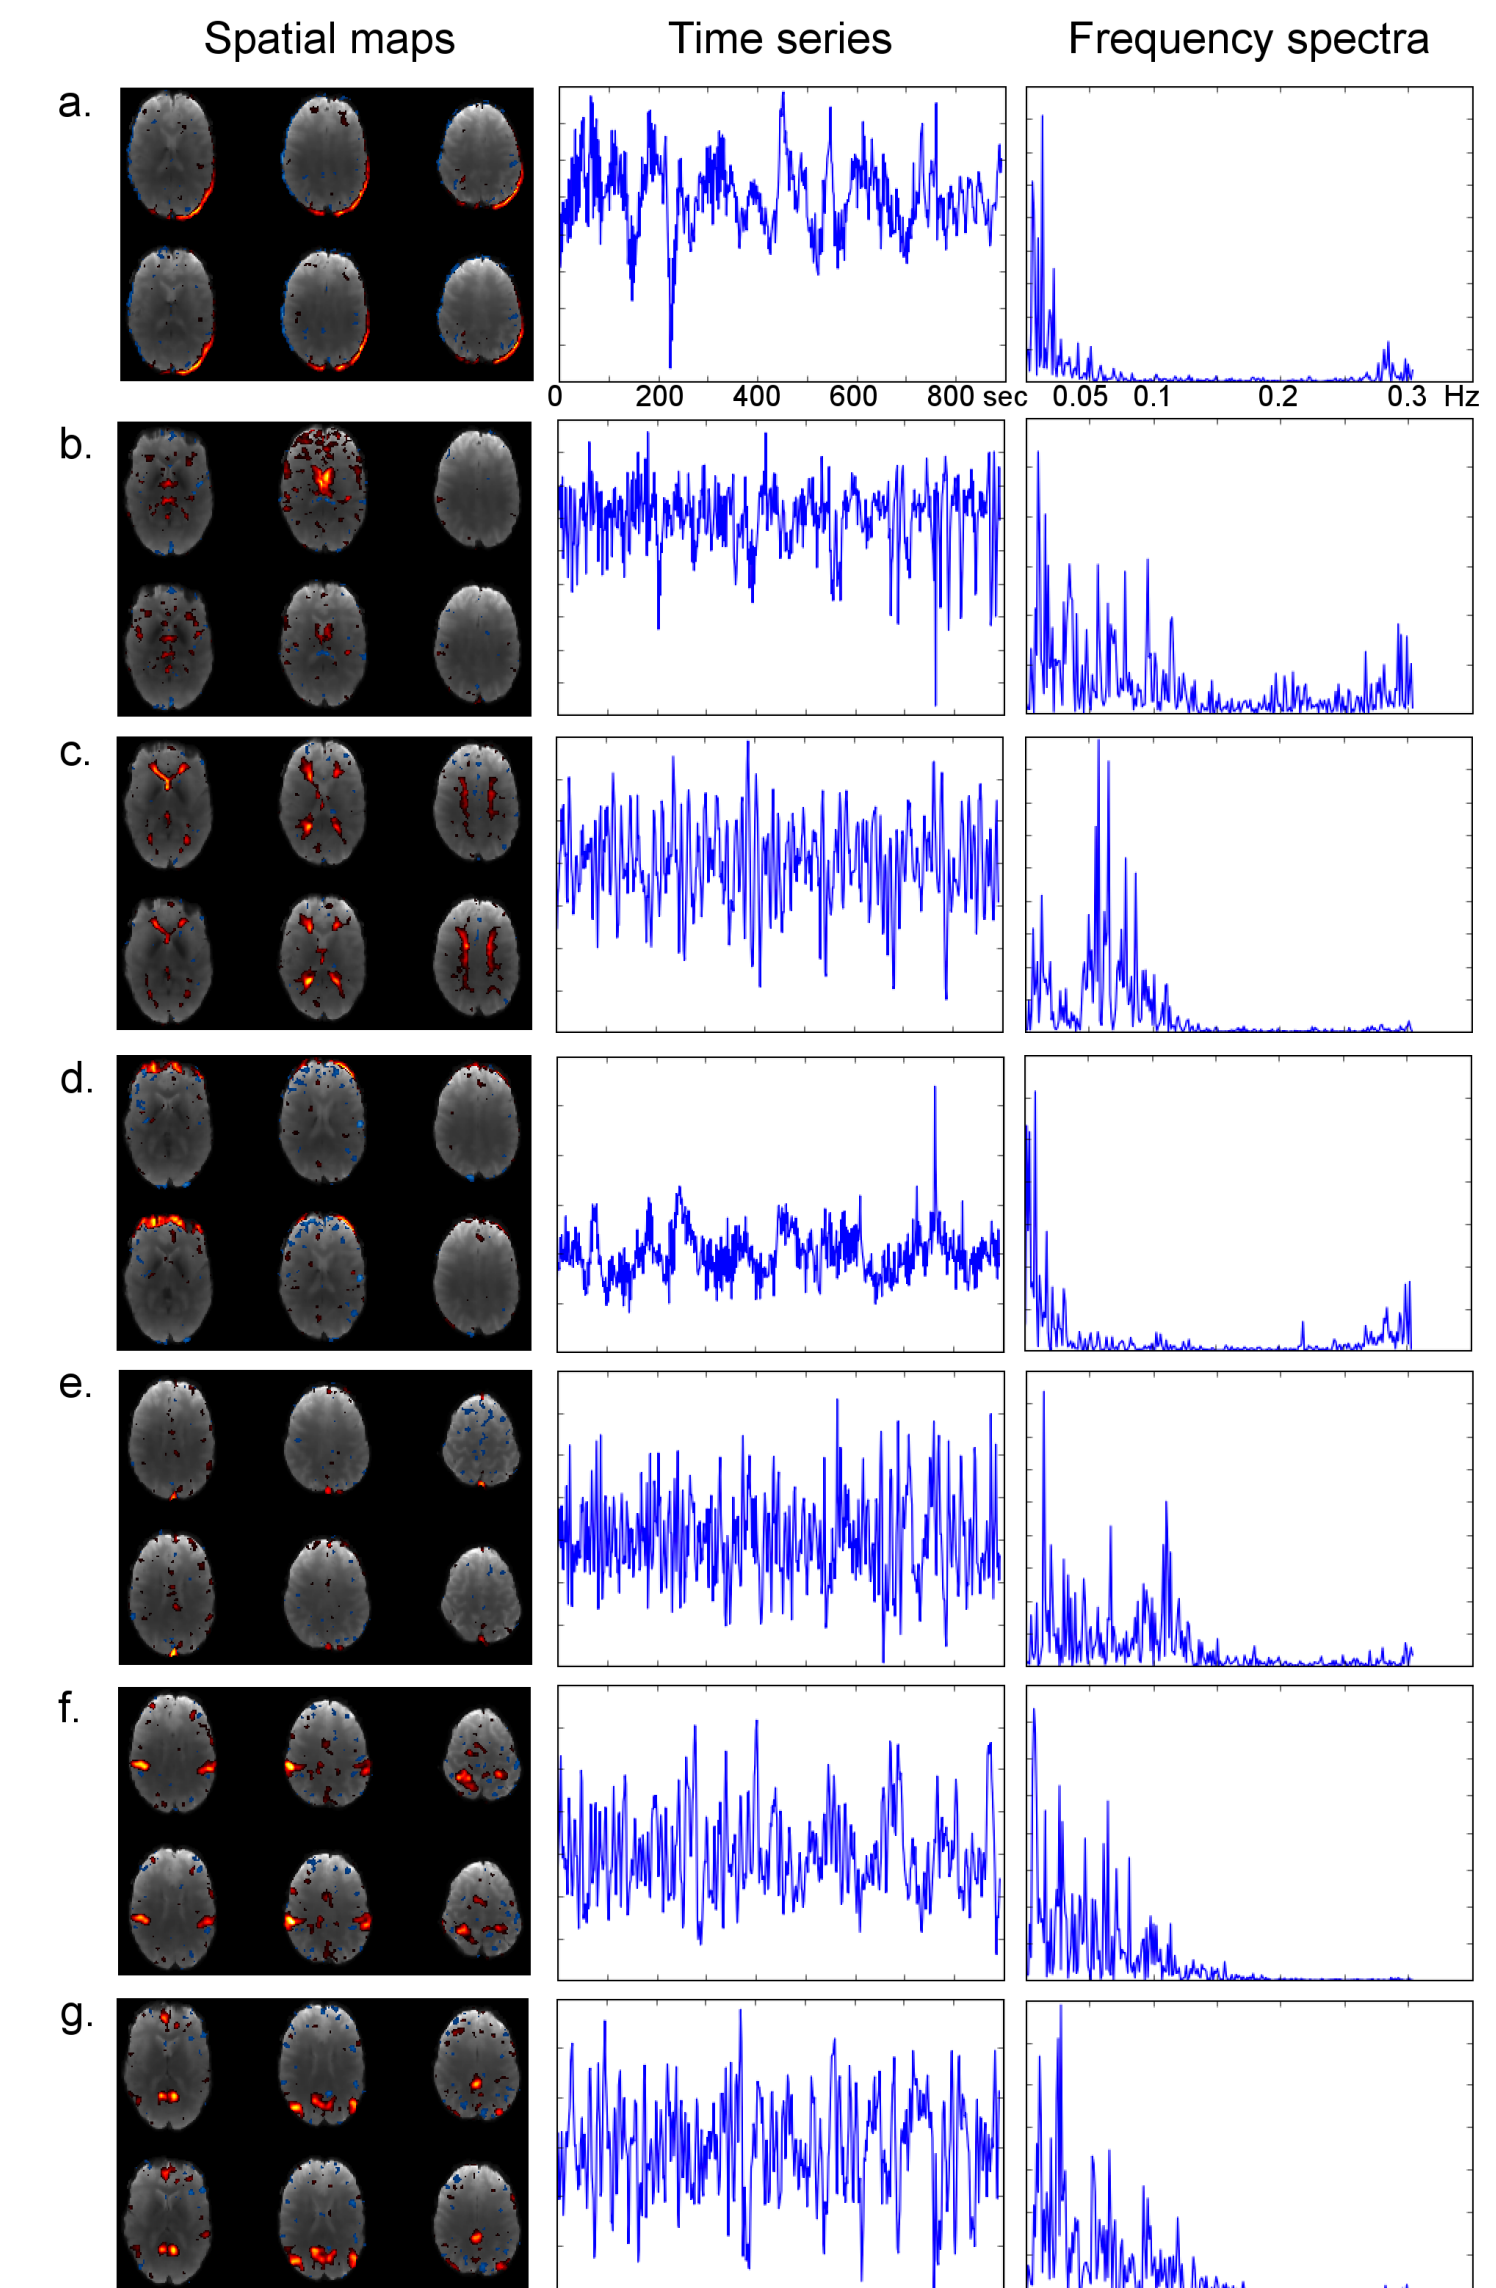 Spatial maps Time series Frequency spectra
a.
0 200 400 600 800 sec 0.05 0.1 0.2 0.3 Hz
b.
c.
d.
e.
f.
g.